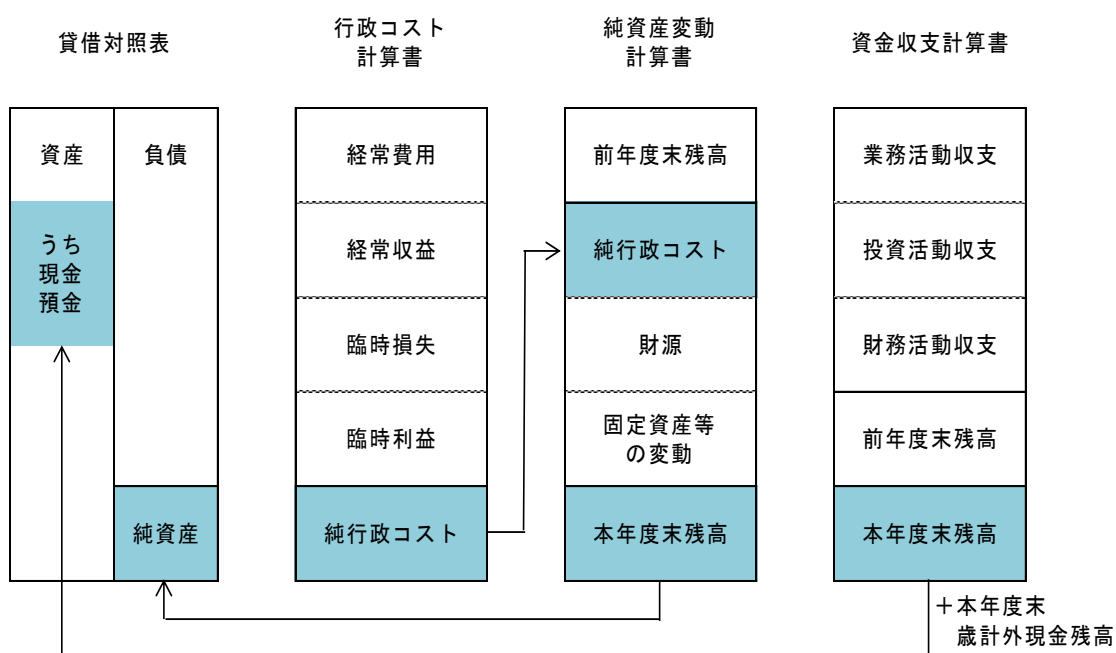 貸借対照表
資産
うち
現金
預金
負債
純資産
行政コスト
計算書
経常費用
経常収益
臨時損失
臨時利益
純行政コスト
純資産変動
計算書
前年度末残高
純行政コスト
財源
固定資産等
の変動
本年度末残高
資金収支計算書
業務活動収支
投資活動収支
財務活動収支
前年度末残高
本年度末残高
＋本年度末
歳計外現金残高